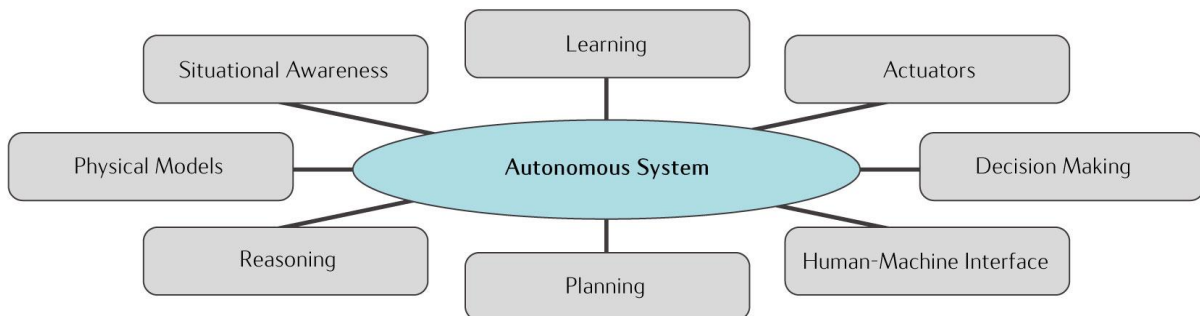 Learning
Situational Awareness
Actuators
Physical Models
Autonomous System
Decision Making
Reasoning
Human-Machine Interface
Planning